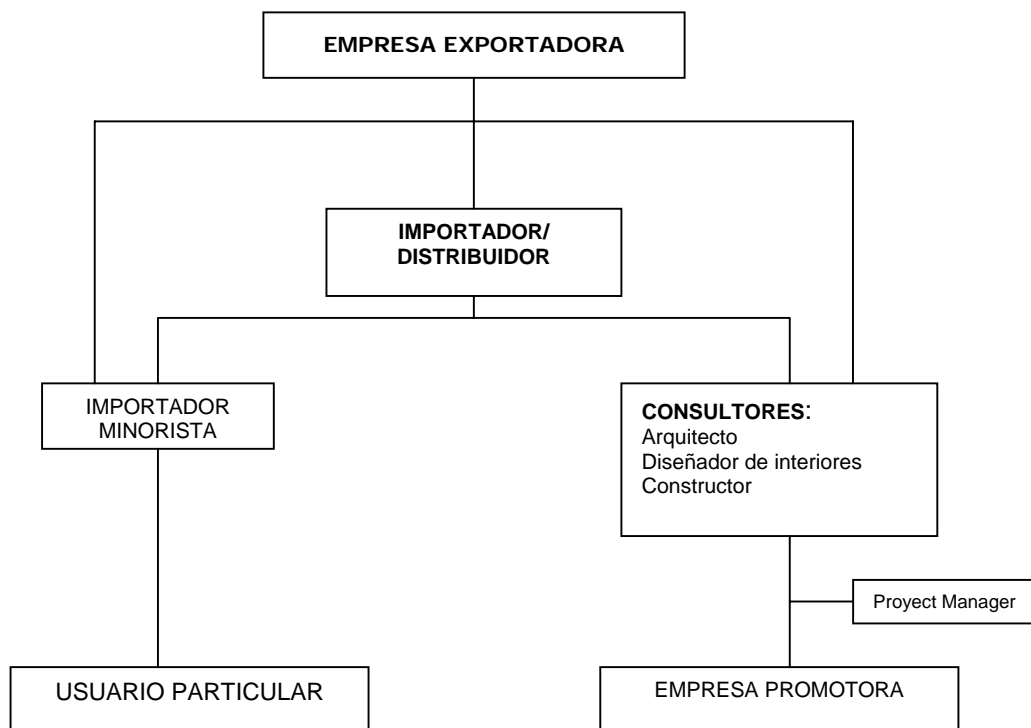 EMPRESA EXPORTADORA
IMPORTADOR/
DISTRIBUIDOR
IMPORTADOR
MINORISTA
CONSULTORES:
Arquitecto
Diseñador de interiores
Constructor
Proyect Manager
USUARIO PARTICULAR
EMPRESA PROMOTORA